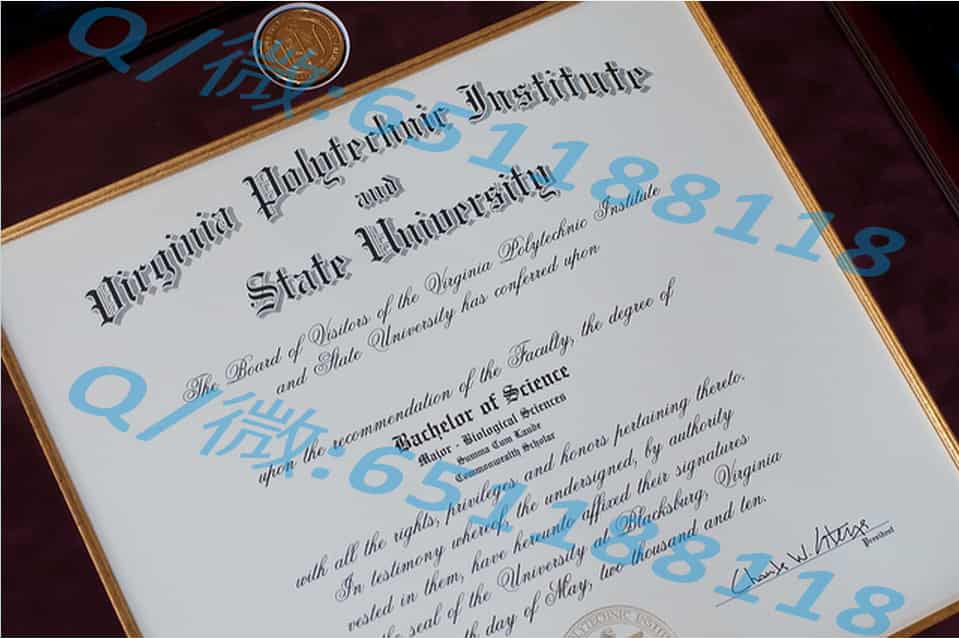 Q/微:651188118
Virginia Polytechnic Institute
and
State University
The Board of Visitors of the Virginia Polytechnic Institute
and State University has conferred upon
upon the recommendation of the Faculty, the degree of
Bachelor of Science
Major - Biological Sciences
Summa Cum Laude
Commonwealth Scholar
with all the rights, privileges and honors pertaining thereto.
In testimony whereof, the undersigned, by authority
vested in them, have hereunto affixed their signatures
seal of the University at Blacksburg, Virginia
day of May, two thousand and ten.
Charles W. Steger
President
Q/微:651188118
POLYTECHNIC